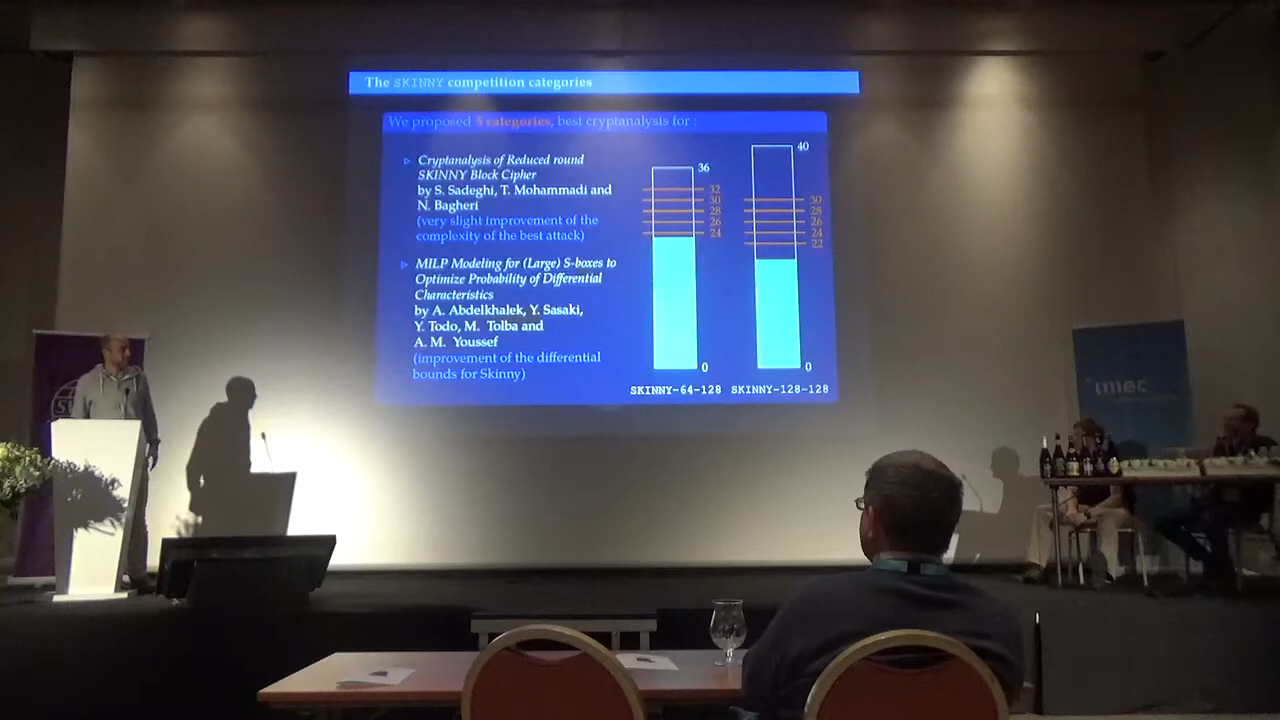 The SKINNY competition categories
We proposed 5 categories, best cryptanalysis for :
▷ Cryptanalysis of Reduced round
SKINNY Block Cipher
by S. Sadeghi, T. Mohammadi and
N. Bagheri
(very slight improvement of the
complexity of the best attack)
▷ MILP Modeling for (Large) S-boxes to
Optimize Probability of Differential
Characteristics
by A. Abdelkhalek, Y. Sasaki,
Y. Todo, M. Tolba and
A. M. Youssef
(improvement of the differential
bounds for Skinny)
36
32
30
28
26
24
0
SKINNY-64-128
40
30
28
26
24
22
0
SKINNY-128-128
imec